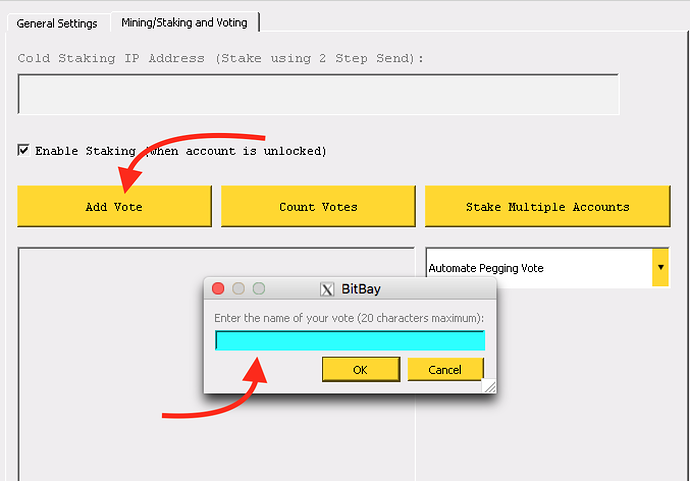 General Settings
Mining/Staking and Voting
Cold Staking IP Address (Stake using 2 Step Send):
Enable Staking (when account is unlocked)
Add Vote
Count Votes
Stake Multiple Accounts
Automate Pegging Vote
BitBay
Enter the name of your vote (20 characters maximum):
OK
Cancel